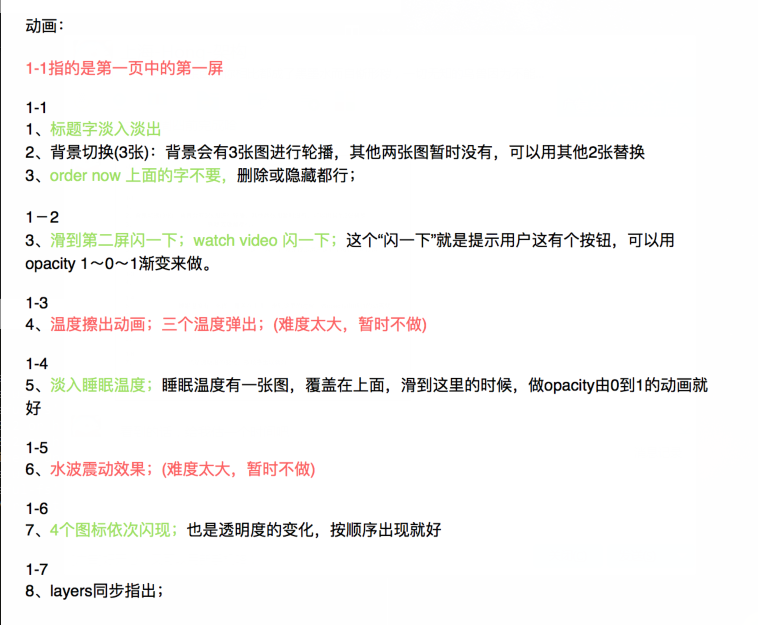 动画：
1-1指的是第一页中的第一屏
1-1
1、标题字淡入淡出
2、背景切换(3张)：背景会有3张图进行轮播，其他两张图暂时没有，可以用其他2张替换
3、order now 上面的字不要，删除或隐藏都行；
1－2
3、滑到第二屏闪一下；watch video 闪一下；这个“闪一下”就是提示用户这有个按钮，可以用
opacity 1～0～1渐变来做。
1-3
4、温度擦出动画；三个温度弹出；(难度太大，暂时不做)
1-4
5、淡入睡眠温度；睡眠温度有一张图，覆盖在上面，滑到这里的时候，做opacity由0到1的动画就
好
1-5
6、水波震动效果；(难度太大，暂时不做)
1-6
7、4个图标依次闪现；也是透明度的变化，按顺序出现就好
1-7
8、layers同步指出；